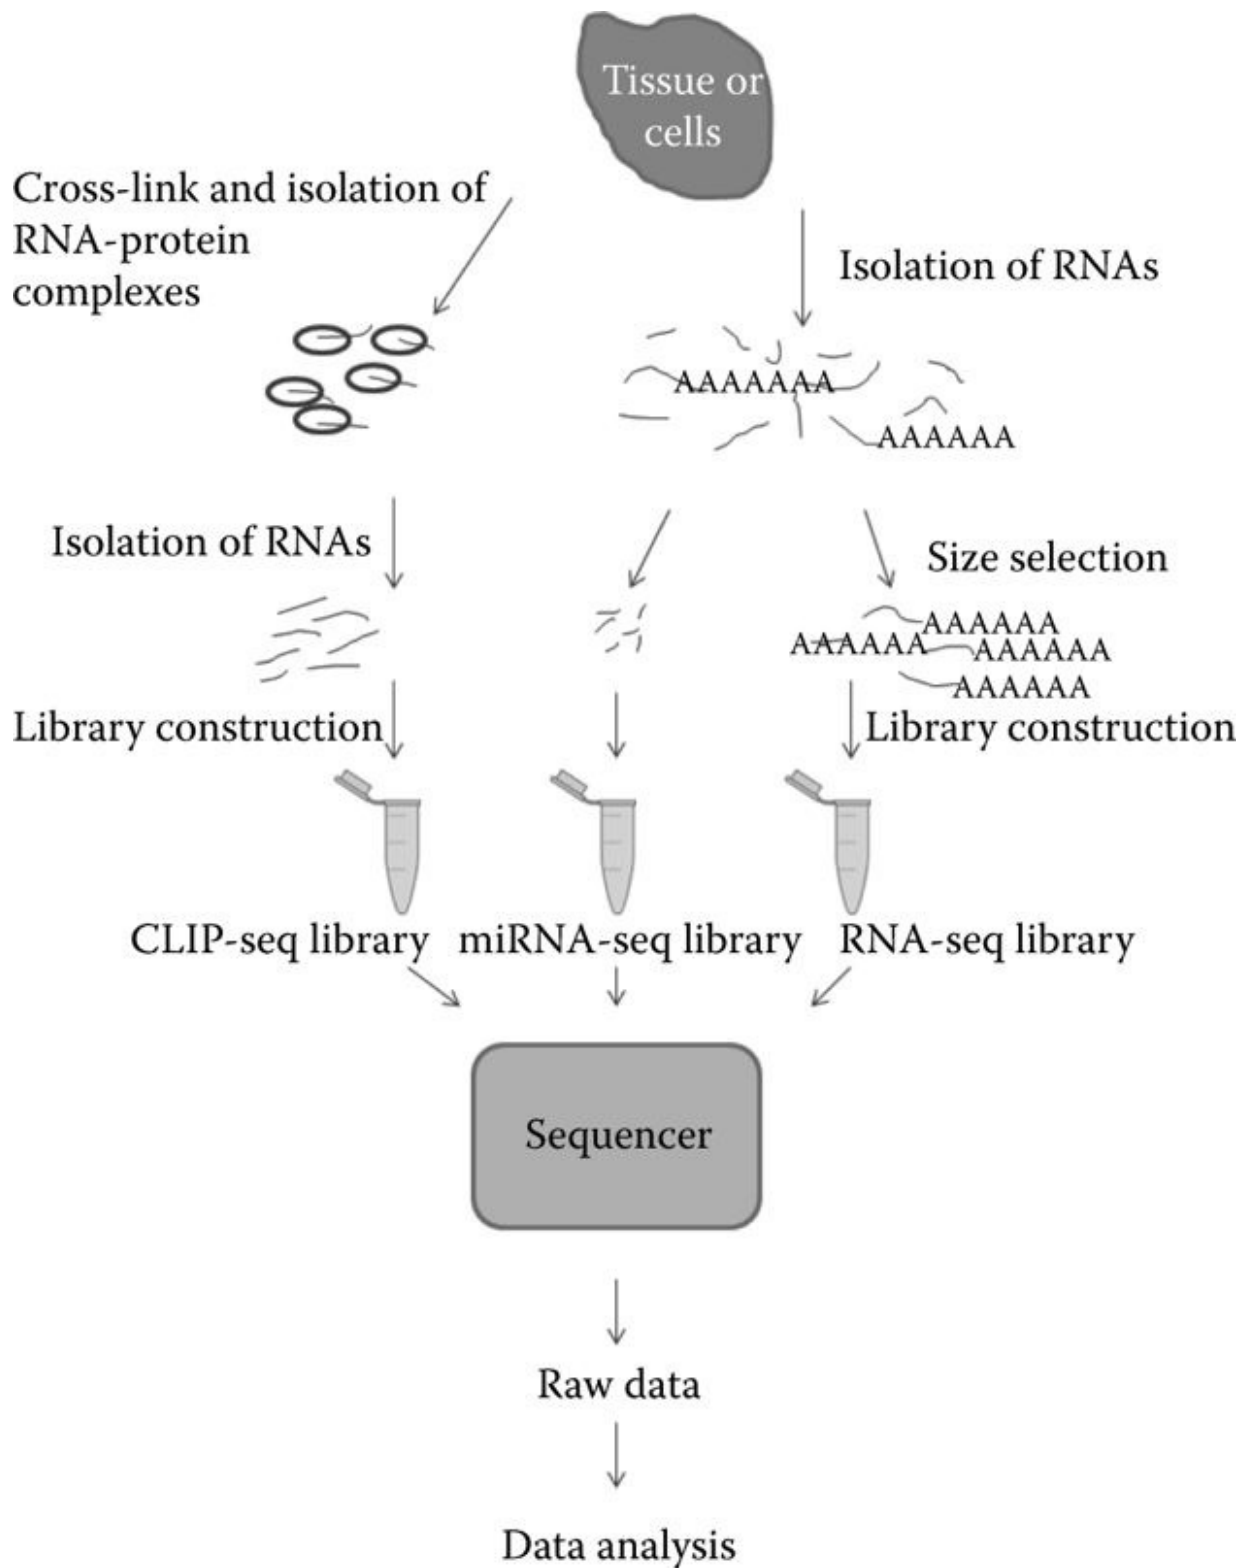 Tissue or
cells
Cross-link and isolation of
RNA-protein
complexes
Isolation of RNAs
AAAAAAA
AAAAAA
Isolation of RNAs
Size selection
AAAAAA
AAAAAA
AAAAAA
AAAAAA
Library construction
Library construction
CLIP-seq library
miRNA-seq library
RNA-seq library
Sequencer
Raw data
Data analysis